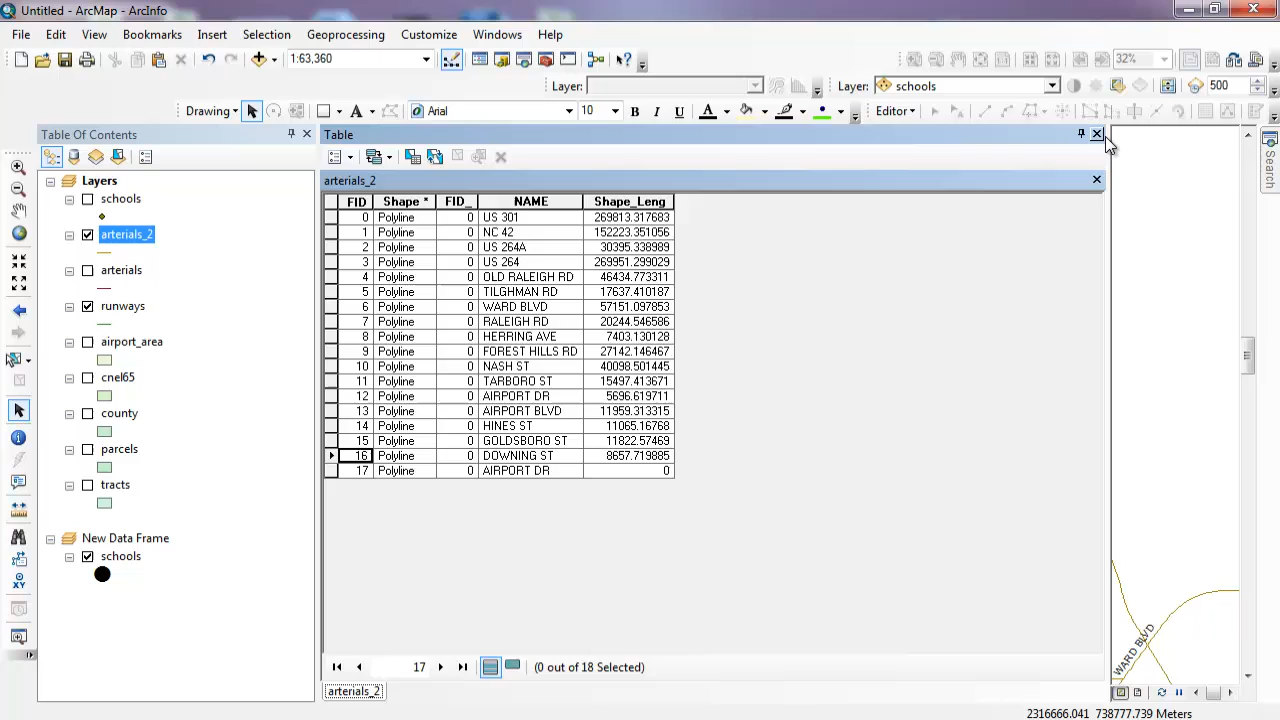 Untitled - ArcMap - ArcInfo
File Edit View Bookmarks Insert Selection Geoprocessing Customize Windows Help
1:63,360 32%
Layer: Layer: schools 500
Drawing Arial 10 B I U A Editor
Table Of Contents Table
arterials_2
Layers
schools
arterials_2
arterials
runways
airport_area
cnel65
county
parcels
tracts
New Data Frame
schools
FID Shape * FID_ NAME Shape_Leng
0 Polyline 0 US 301 269813.317683
1 Polyline 0 NC 42 152223.351056
2 Polyline 0 US 264A 30395.338989
3 Polyline 0 US 264 269951.299029
4 Polyline 0 OLD RALEIGH RD 46434.773311
5 Polyline 0 TILGHMAN RD 17637.410187
6 Polyline 0 WARD BLVD 57151.097853
7 Polyline 0 RALEIGH RD 20244.546586
8 Polyline 0 HERRING AVE 7403.130128
9 Polyline 0 FOREST HILLS RD 27142.146467
10 Polyline 0 NASH ST 40098.501445
11 Polyline 0 TARBORO ST 15497.413671
12 Polyline 0 AIRPORT DR 5696.619711
13 Polyline 0 AIRPORT BLVD 11959.313315
14 Polyline 0 HINES ST 11065.16768
15 Polyline 0 GOLDSBORO ST 11822.57469
16 Polyline 0 DOWNING ST 8657.719885
17 Polyline 0 AIRPORT DR 0
17 (0 out of 18 Selected)
arterials_2
Search
WARD BLVD
2316666.041 738777.739 Meters